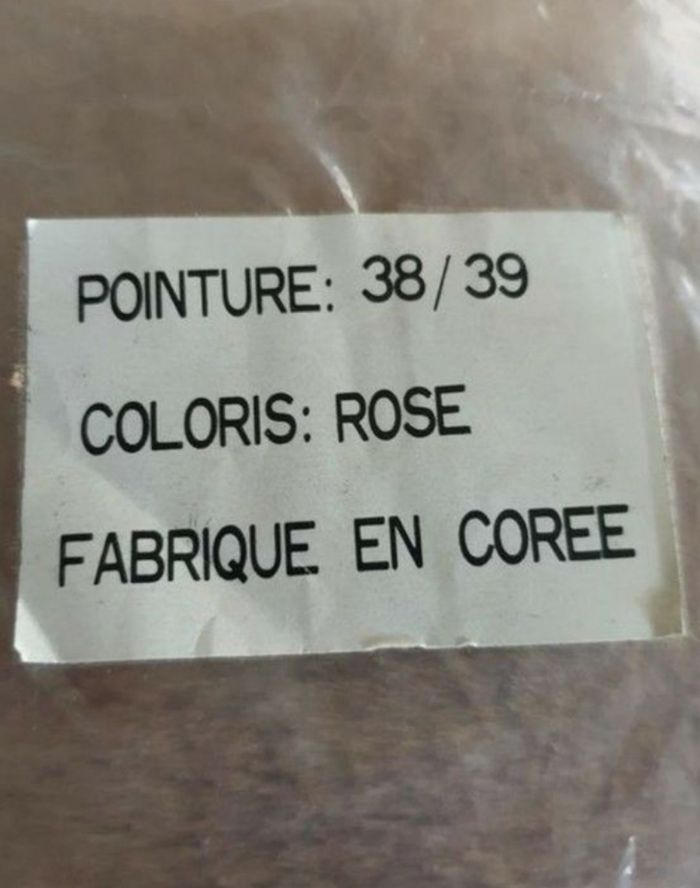 POINTURE: 38/39
COLORIS: ROSE
FABRIQUE EN COREE